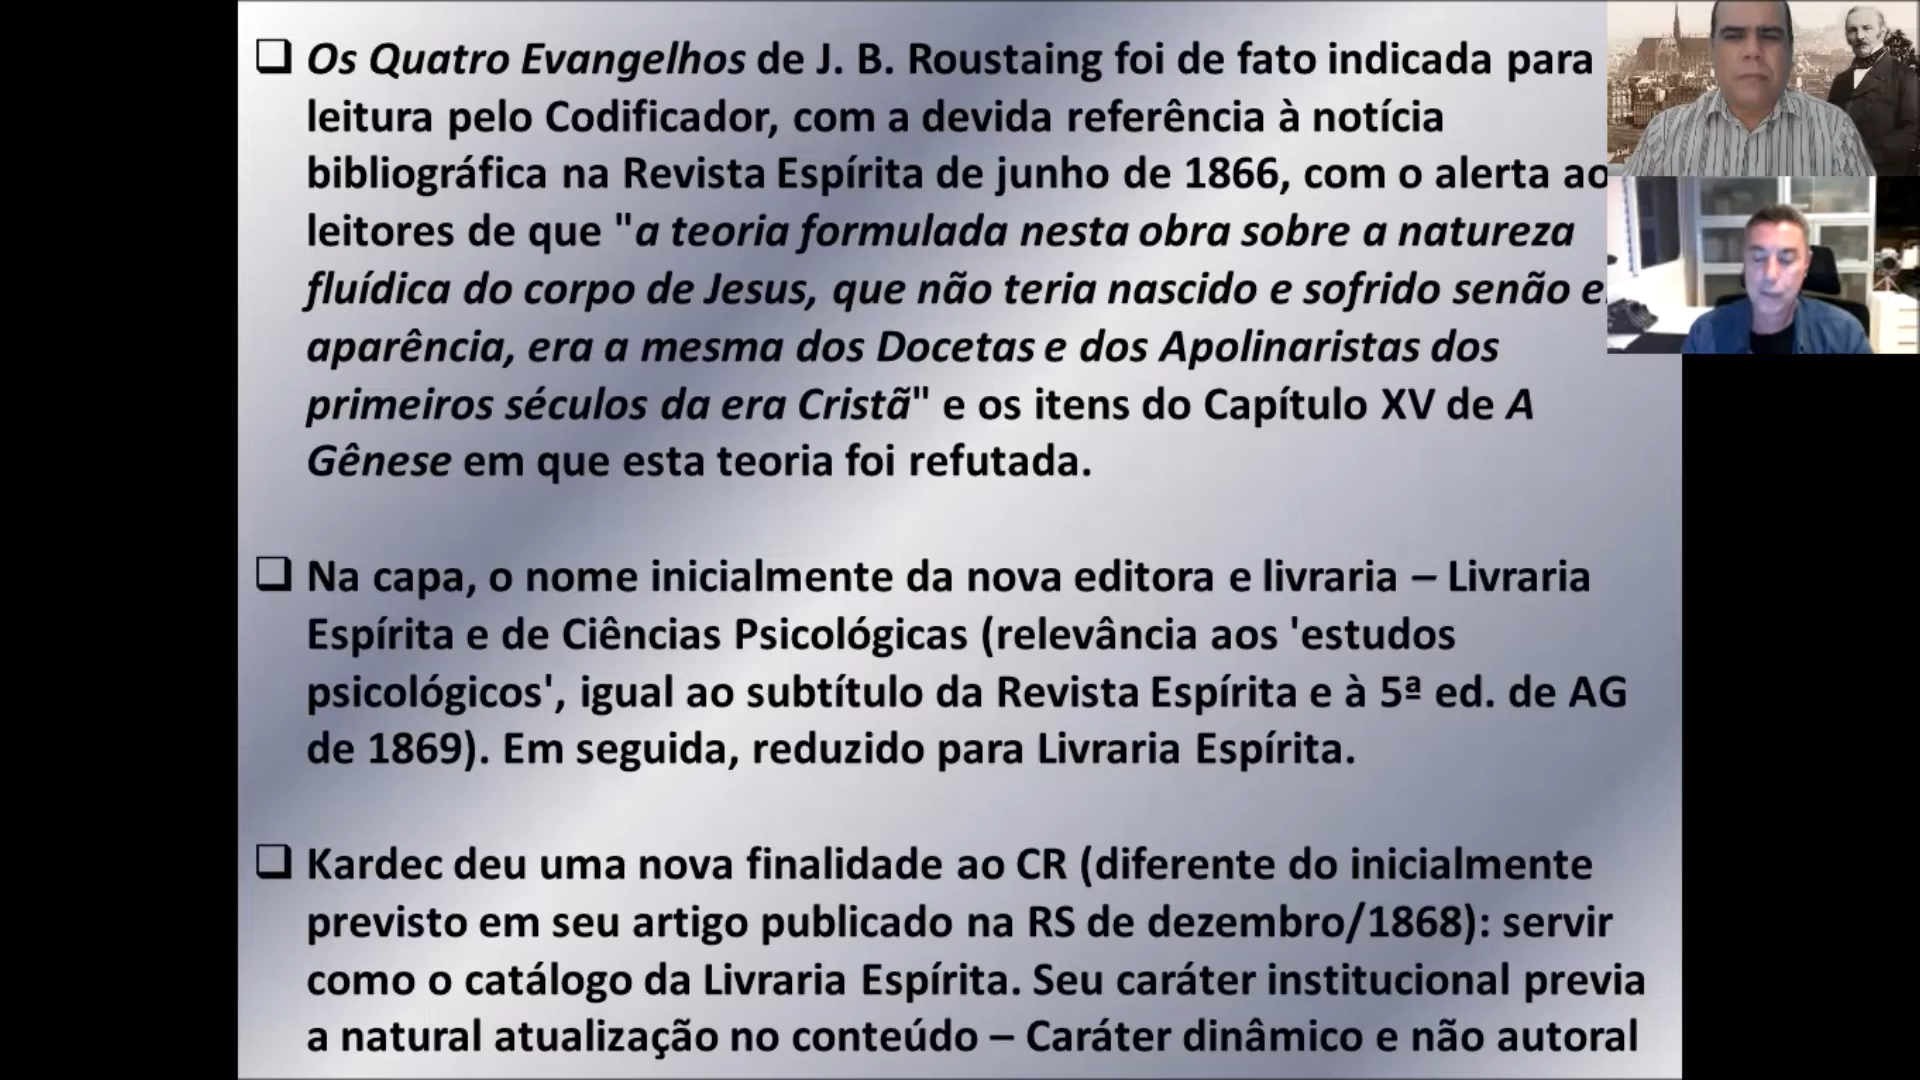 Os Quatro Evangelhos de J. B. Roustaing foi de fato indicada para
leitura pelo Codificador, com a devida referência à notícia
bibliográfica na Revista Espírita de junho de 1866, com o alerta ao
leitores de que "a teoria formulada nesta obra sobre a natureza
fluídica do corpo de Jesus, que não teria nascido e sofrido senão e
aparência, era a mesma dos Docetas e dos Apolinaristas dos
primeiros séculos da era Cristã" e os itens do Capítulo XV de A
Gênese em que esta teoria foi refutada.
Na capa, o nome inicialmente da nova editora e livraria – Livraria
Espírita e de Ciências Psicológicas (relevância aos 'estudos
psicológicos', igual ao subtítulo da Revista Espírita e à 5ª ed. de AG
de 1869). Em seguida, reduzido para Livraria Espírita.
Kardec deu uma nova finalidade ao CR (diferente do inicialmente
previsto em seu artigo publicado na RS de dezembro/1868): servir
como o catálogo da Livraria Espírita. Seu caráter institucional previa
a natural atualização no conteúdo – Caráter dinâmico e não autoral